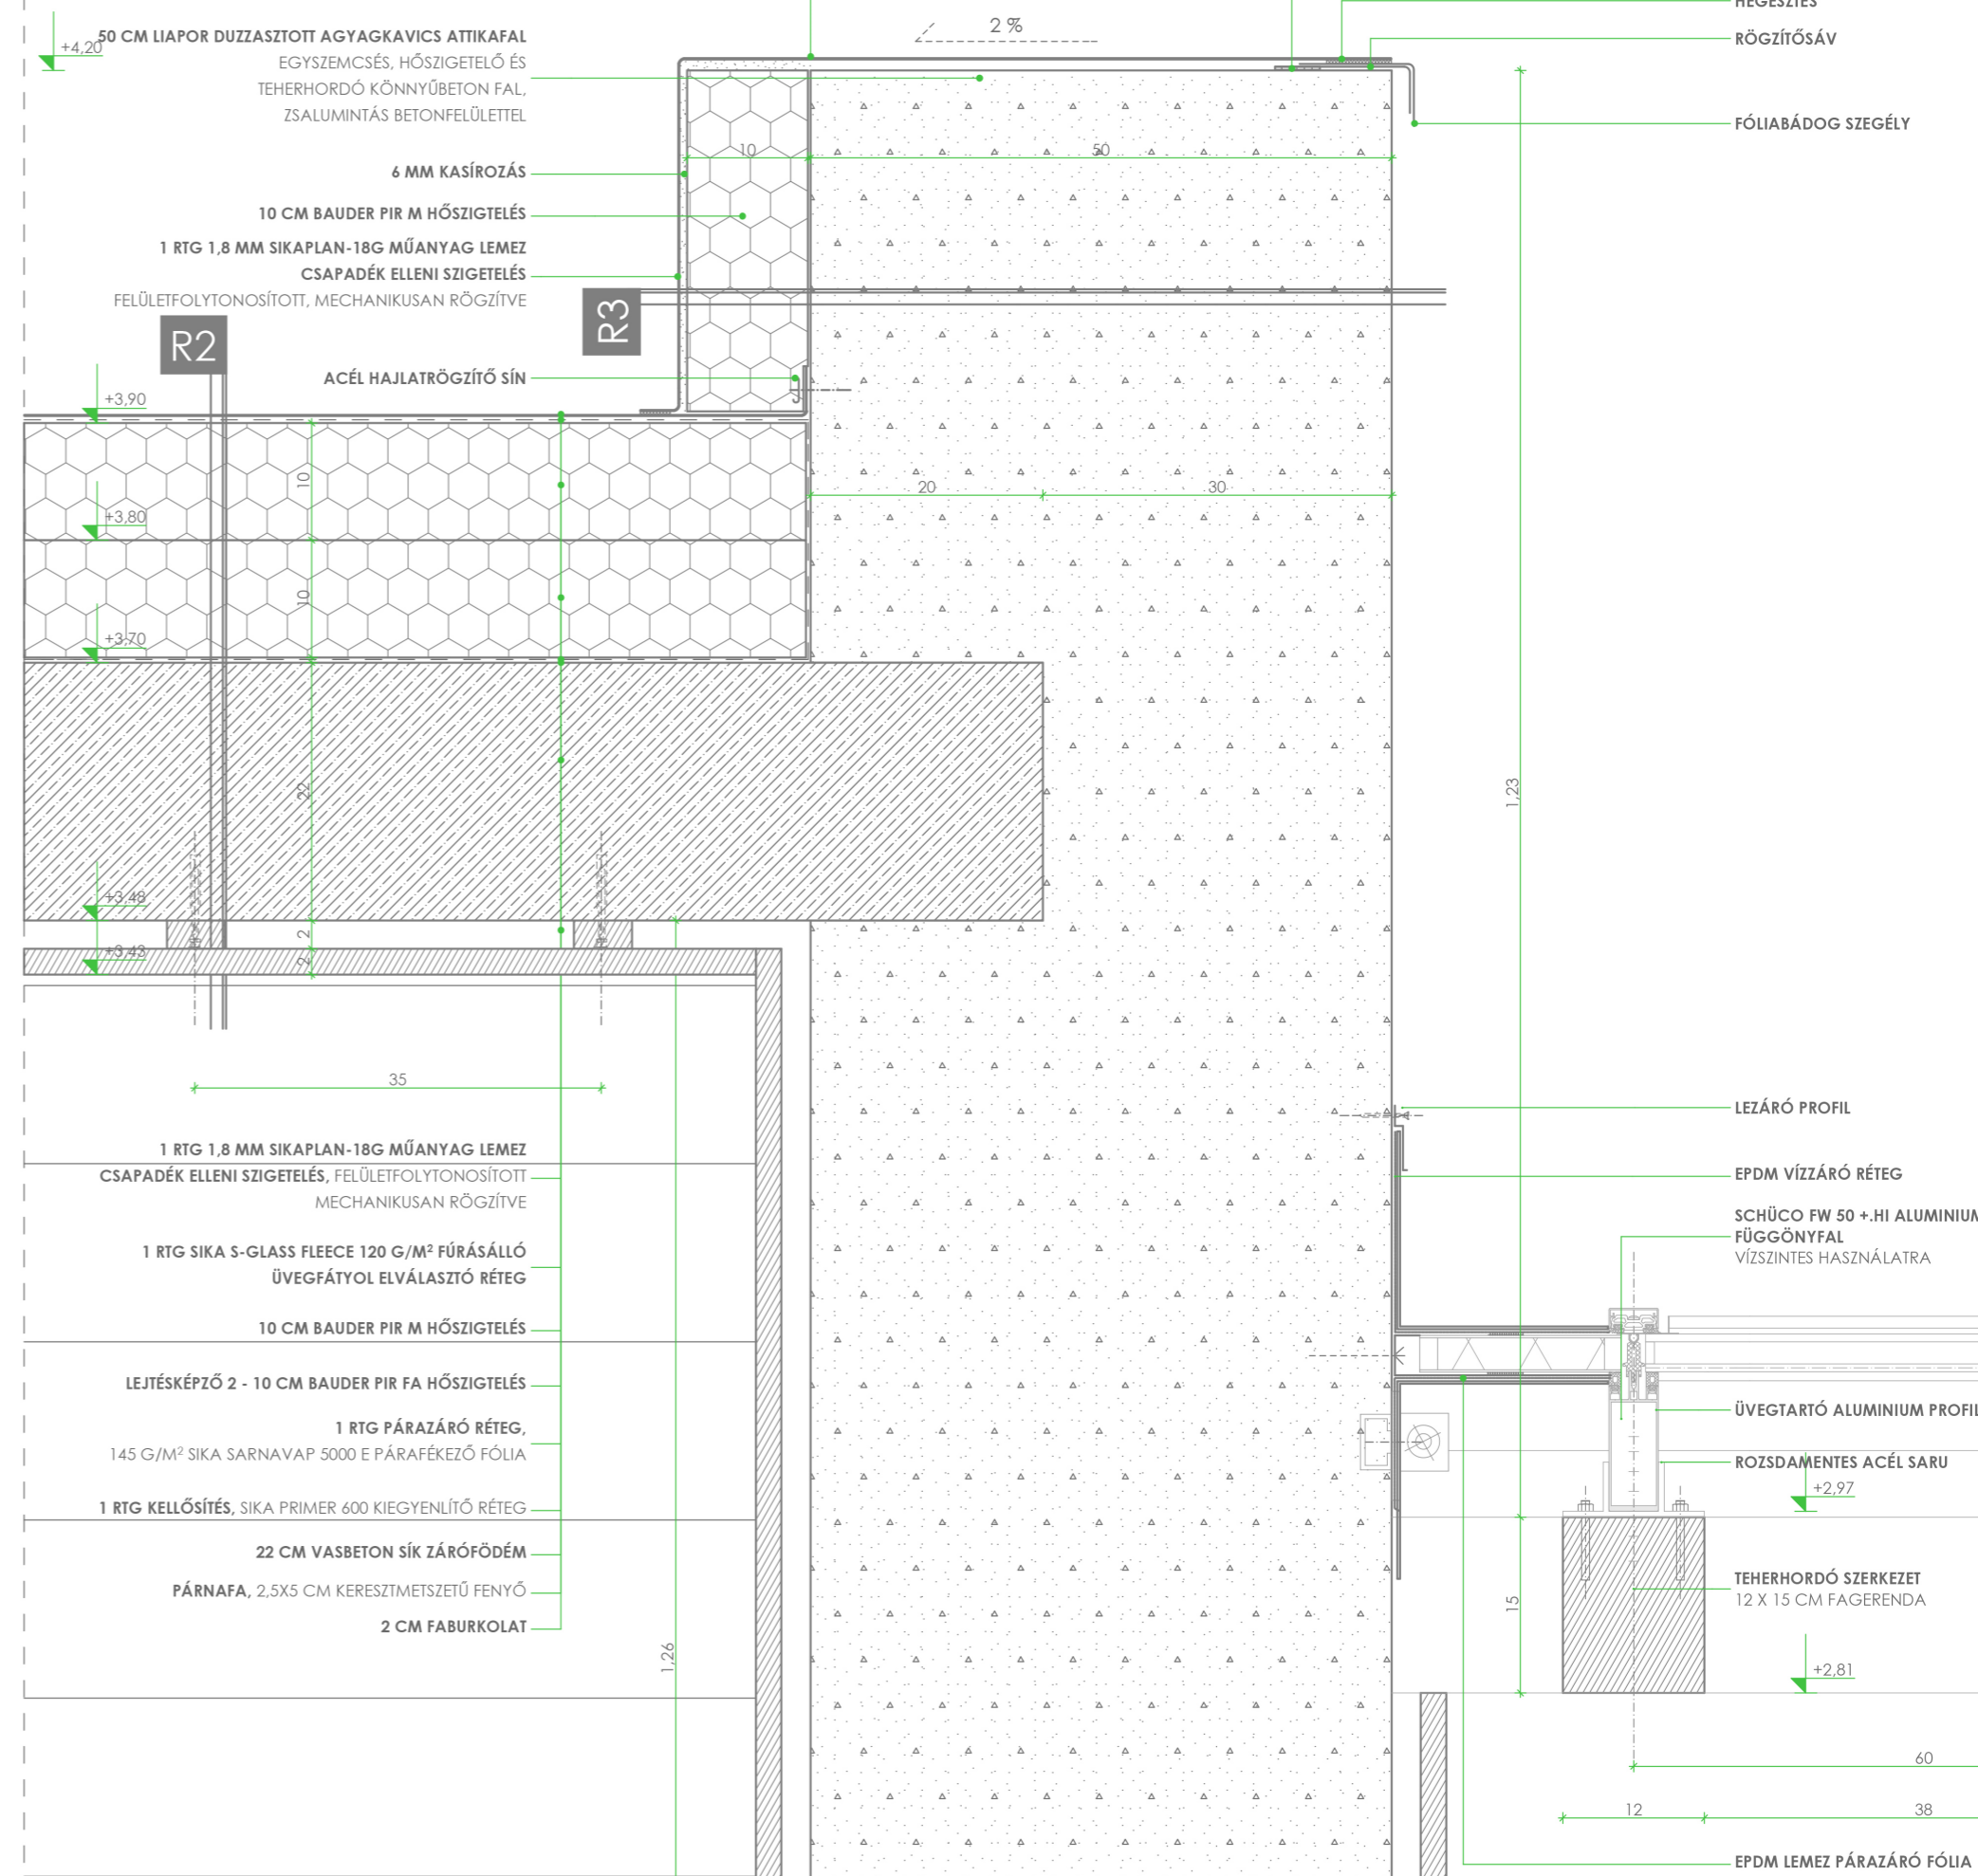 HEGESZTÉS
2 %
50 CM LIAPOR DUZZASZTOTT AGYAGKAVICS ATTIKAFAL
EGYSZEMCSÉS, HŐSZIGETELŐ ÉS
TEHERHORDÓ KÖNNYŰBETON FAL,
ZSALUMINTÁS BETONFELÜLETTEL
+4,20
RÖGZÍTŐSÁV
FÓLIABÁDOG SZEGÉLY
10
50
6 MM KASÍROZÁS
10 CM BAUDER PIR M HŐSZIGTELÉS
1 RTG 1,8 MM SIKAPLAN-18G MŰANYAG LEMEZ
CSAPADÉK ELLENI SZIGETELÉS
FELÜLETFOLYTONOSÍTOTT, MECHANIKUSAN RÖGZÍTVE
R3
R2
ACÉL HAJLATRÖGZÍTŐ SÍN
+3,90
10
20
30
+3,80
10
+3,70
22
1,23
+3,48
2
+3,43
2
35
LEZÁRÓ PROFIL
EPDM VÍZZÁRÓ RÉTEG
SCHÜCO FW 50 +.HI ALUMINIUM
FÜGGÖNYFAL
VÍZSZINTES HASZNÁLATRA
1 RTG 1,8 MM SIKAPLAN-18G MŰANYAG LEMEZ
CSAPADÉK ELLENI SZIGETELÉS, FELÜLETFOLYTONOSÍTOTT
MECHANIKUSAN RÖGZÍTVE
1 RTG SIKA S-GLASS FLEECE 120 G/M² FÚRÁSÁLLÓ
ÜVEGFÁTYOL ELVÁLASZTÓ RÉTEG
10 CM BAUDER PIR M HŐSZIGTELÉS
LEJTÉSKÉPZŐ 2 - 10 CM BAUDER PIR FA HŐSZIGTELÉS
1 RTG PÁRAZÁRÓ RÉTEG,
145 G/M² SIKA SARNAVAP 5000 E PÁRAFÉKEZŐ FÓLIA
1 RTG KELLŐSÍTÉS, SIKA PRIMER 600 KIEGYENLÍTŐ RÉTEG
22 CM VASBETON SÍK ZÁRÓFÖDÉM
PÁRNAFA, 2,5X5 CM KERESZTMETSZETŰ FENYŐ
2 CM FABURKOLAT
1,26
ÜVEGTARTÓ ALUMINIUM PROFIL
ROZSDAMENTES ACÉL SARU
+2,97
TEHERHORDÓ SZERKEZET
12 X 15 CM FAGERENDA
15
+2,81
60
12
38
EPDM LEMEZ PÁRAZÁRÓ FÓLIA